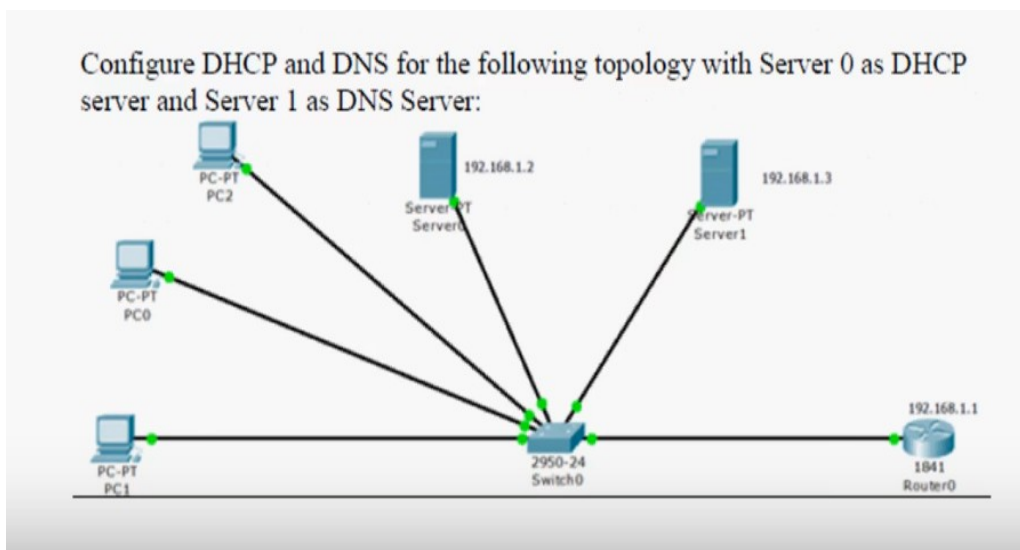 Configure DHCP and DNS for the following topology with Server 0 as DHCP
server and Server 1 as DNS Server:
PC-PT
PC2
192.168.1.2
Server-PT
Server0
192.168.1.3
Server-PT
Server1
PC-PT
PC0
192.168.1.1
PC-PT
PC1
2950-24
Switch0
1841
Router0